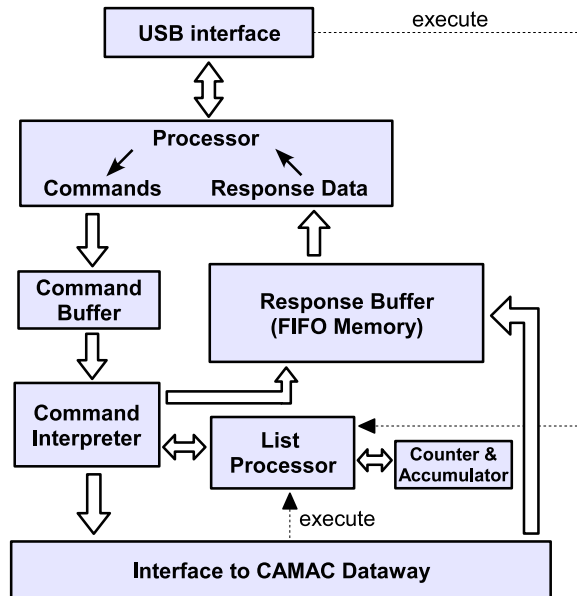 USB interface
execute
Processor
Commands
Response Data
Command
Buffer
Response Buffer
(FIFO Memory)
Command
Interpreter
List
Processor
Counter &
Accumulator
execute
Interface to CAMAC Dataway